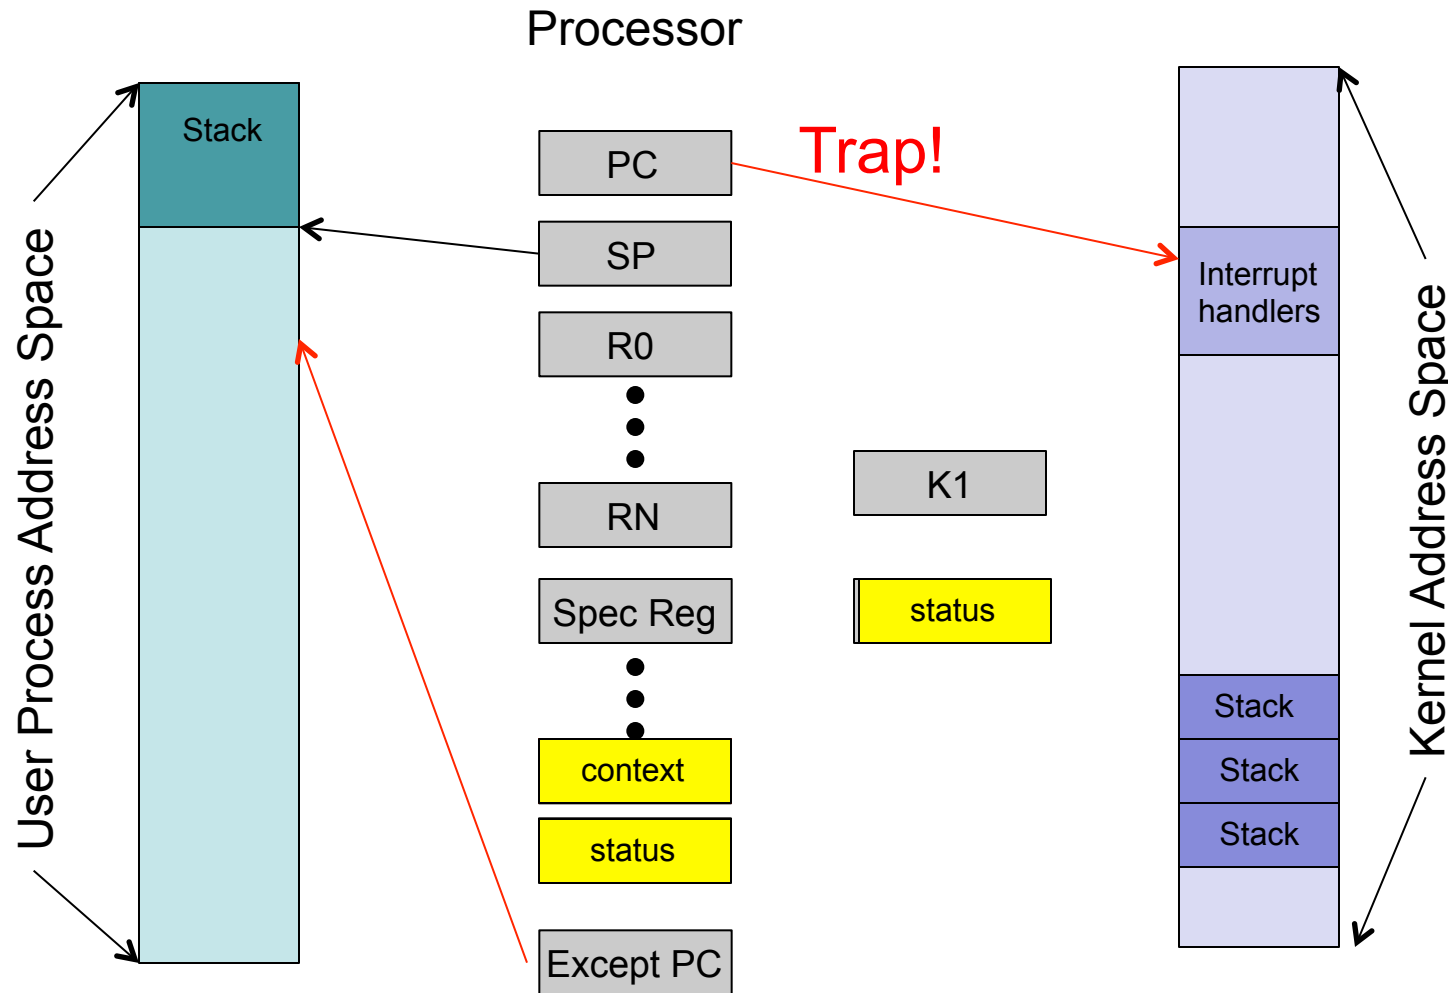 Processor
User Process Address Space
Stack
PC
Trap!
SP
R0
RN
Spec Reg
context
status
Except PC
K1
status
Interrupt
handlers
Stack
Stack
Stack
Kernel Address Space